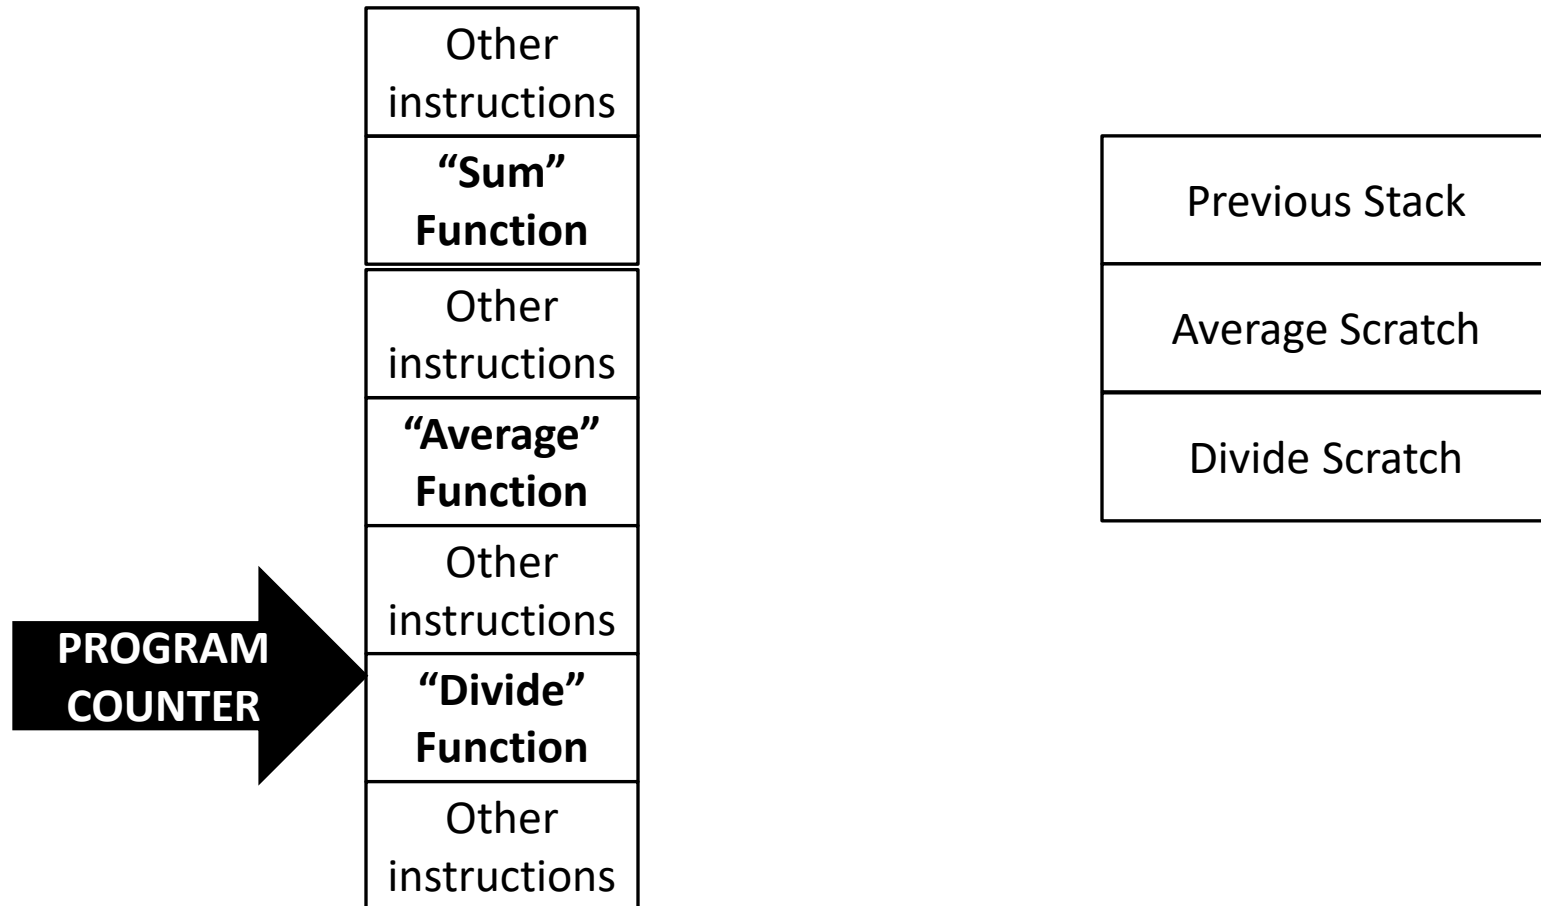 Other
instructions
“Sum”
Function
Other
instructions
“Average”
Function
Other
instructions
“Divide”
Function
Other
instructions
PROGRAM
COUNTER
Previous Stack
Average Scratch
Divide Scratch